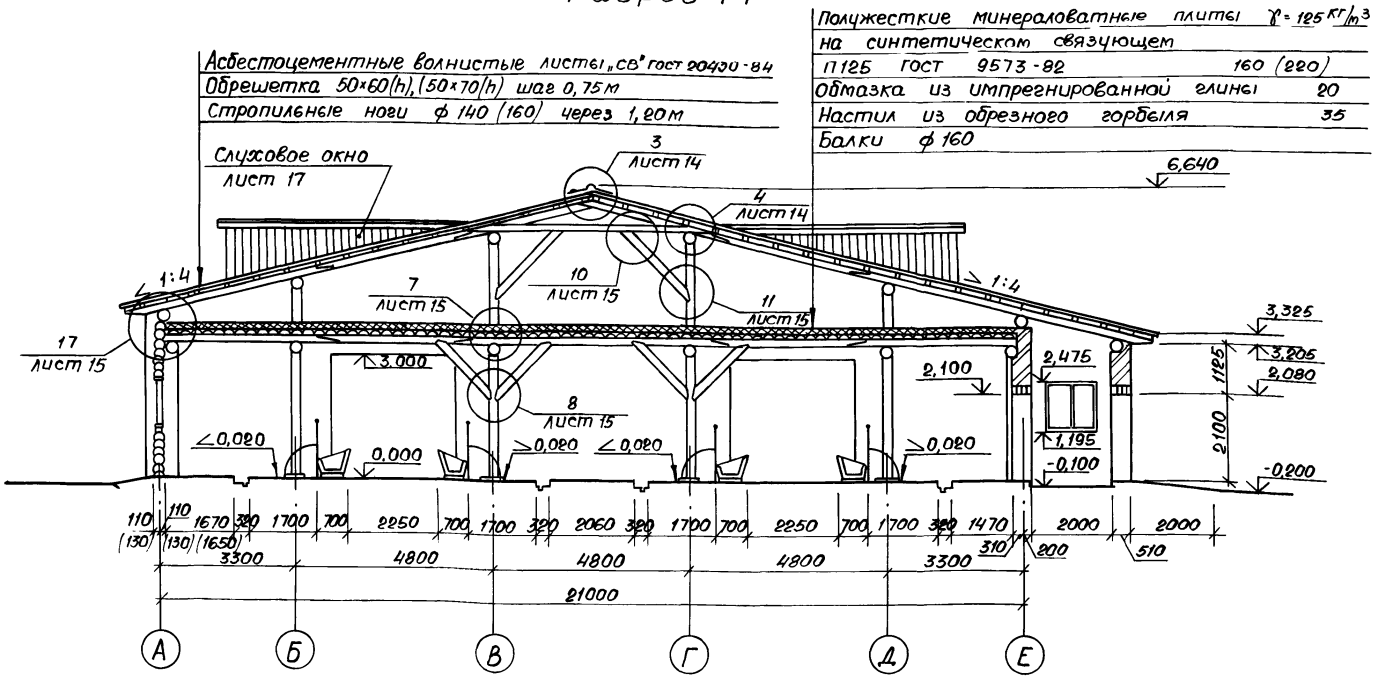 Разрез 1-1
Асбестоцементные волнистые листы „СВ" ГОСТ 20430-84
Обрешетка 50×60(h), (50×70(h) шаг 0,75м
Стропильные ноги ф 140 (160) через 1,20м
Полужесткие минераловатные плиты γ=125 кг/м3
на синтетическом связующем
П125 ГОСТ 9573-82 160 (220)
Обмазка из импрегнированной глины 20
Настил из обрезного горбыля 35
Балки ф 160
Слуховое окно
лист 17
3
лист 14
4
лист 14
6,640
1:4
1:4
10
лист 15
7
лист 15
11
лист 15
17
лист 15
8
лист 15
3,325
3,205
2,080
1125
2100
3.000
2,100
2,475
1,195
-0,100
-0,200
0,020
0,000
0,020
0,020
0,020
110 110 1670 320 1700 700 2250 700 1700 320 2060 320 1700 700 2250 700 1700 320 1470 2000 2000
(130) (130) (1650) 310 200 510
3300 4800 4800 4800 3300
21000
А Б В Г Д Е